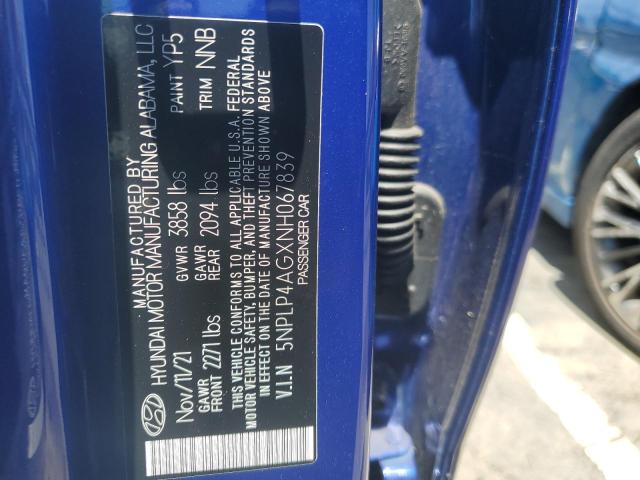 MANUFACTURED BY
HYUNDAI MOTOR MANUFACTURING ALABAMA, LLC
Nov/11/21 GVWR 3858 lbs PAINT YP5
GAWR FRONT 2271 lbs GAWR REAR 2094 lbs TRIM NNB
THIS VEHICLE CONFORMS TO ALL APPLICABLE U.S.A. FEDERAL
MOTOR VEHICLE SAFETY, BUMPER, AND THEFT PREVENTION STANDARDS
IN EFFECT ON THE DATE OF MANUFACTURE SHOWN ABOVE
V.I.N 5NPLP4AGXNH067839
PASSENGER CAR